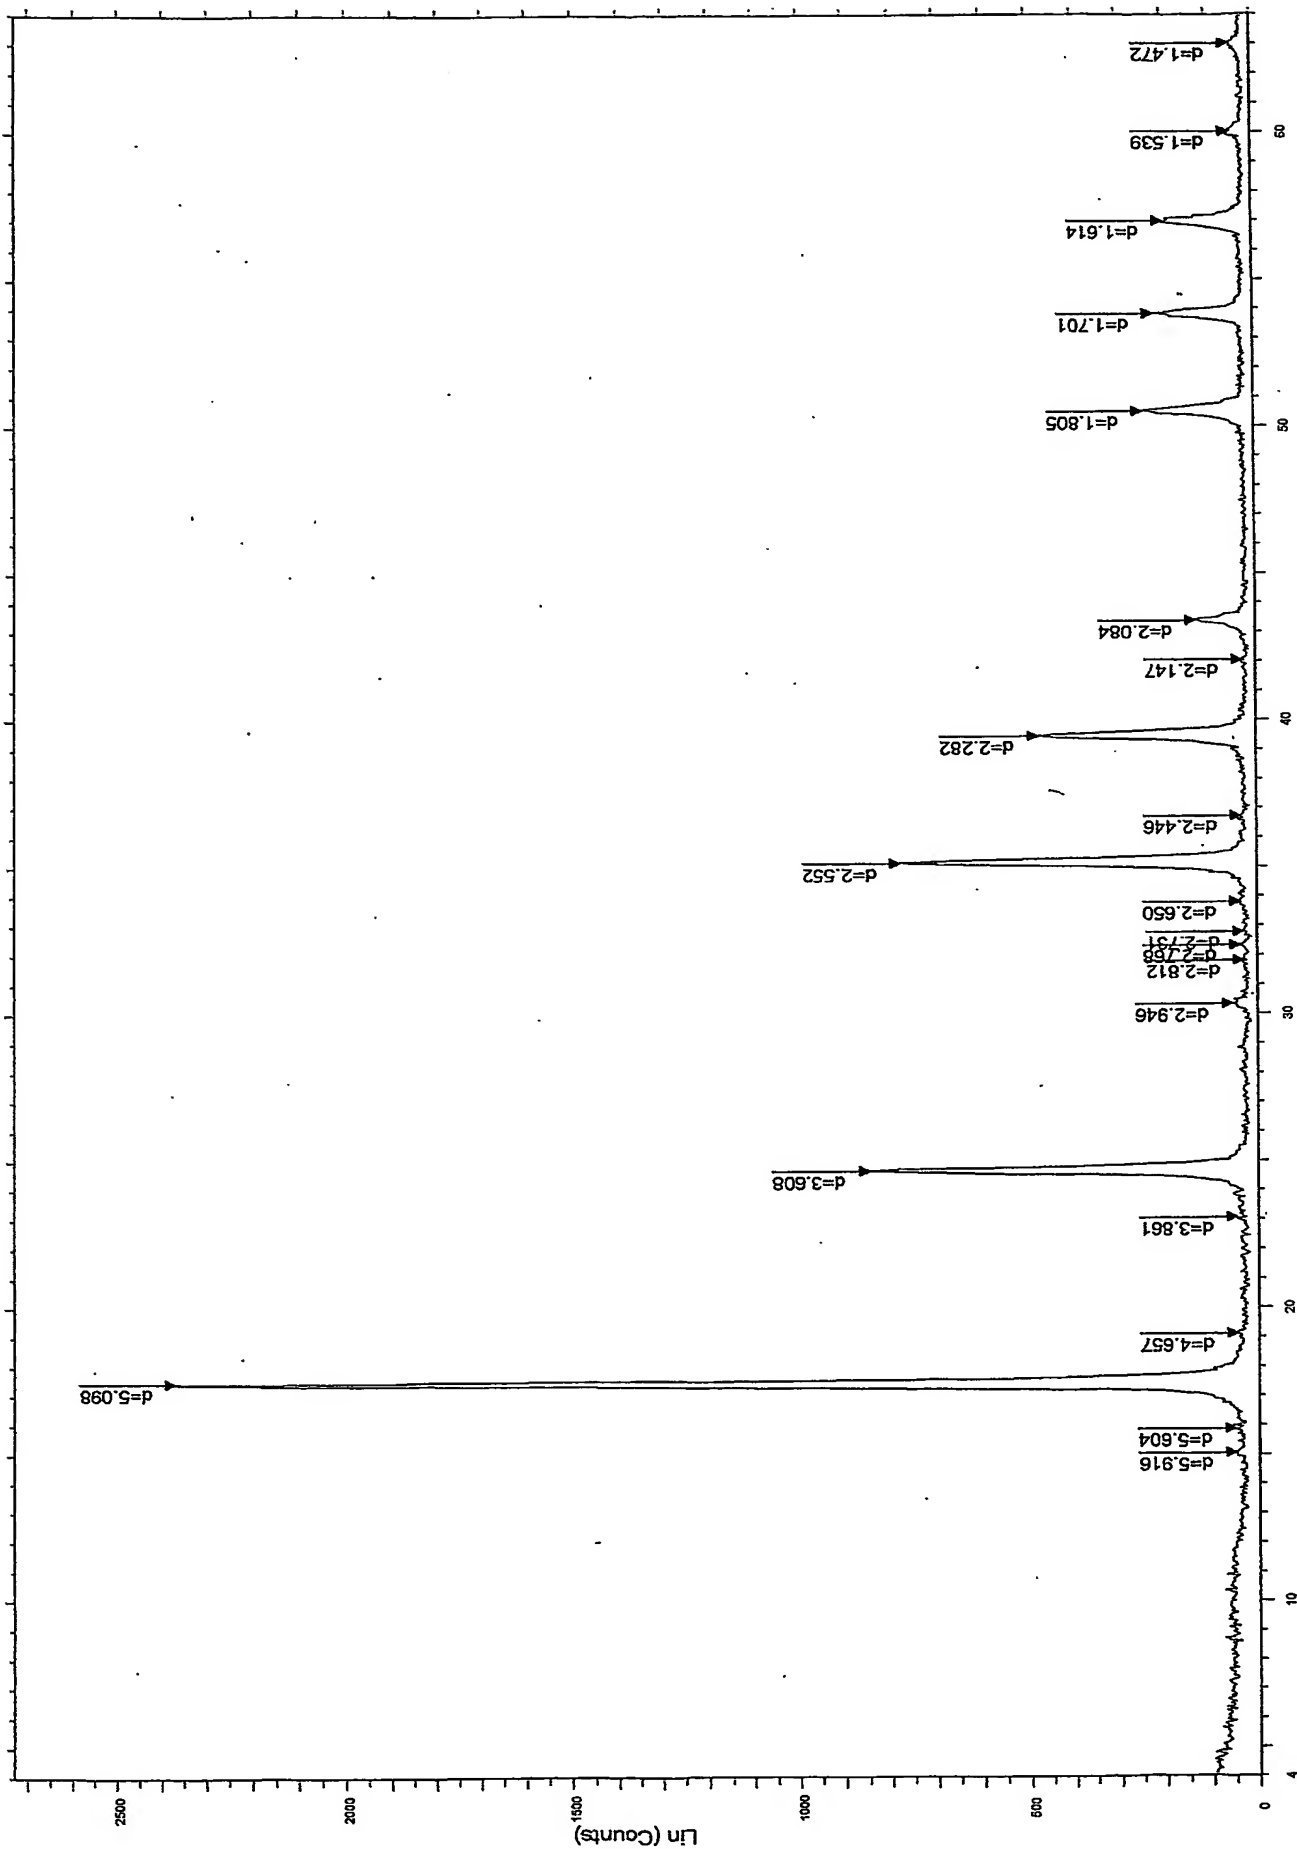 Lin (Counts)
2500
2000
1500
1000
500
0
d=5.916
d=5.604
d=5.098
d=4.657
d=3.861
d=3.608
d=2.946
d=2.812
d=2.768
d=2.731
d=2.650
d=2.552
d=2.446
d=2.282
d=2.147
d=2.084
d=1.805
d=1.701
d=1.614
d=1.539
d=1.472
4
10
20
30
40
50
60